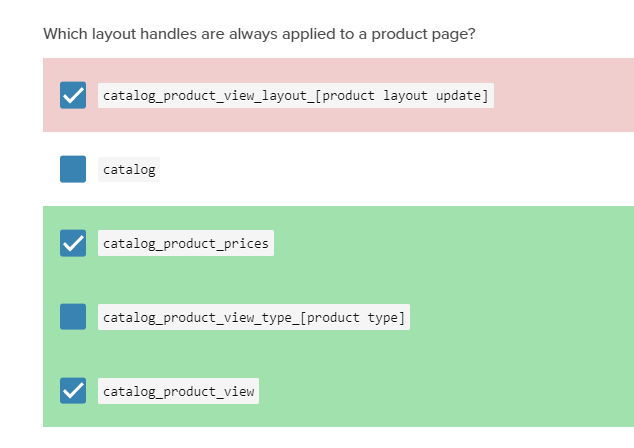 Which layout handles are always applied to a product page?
catalog_product_view_layout_[product layout update]
catalog
catalog_product_prices
catalog_product_view_type_[product type]
catalog_product_view